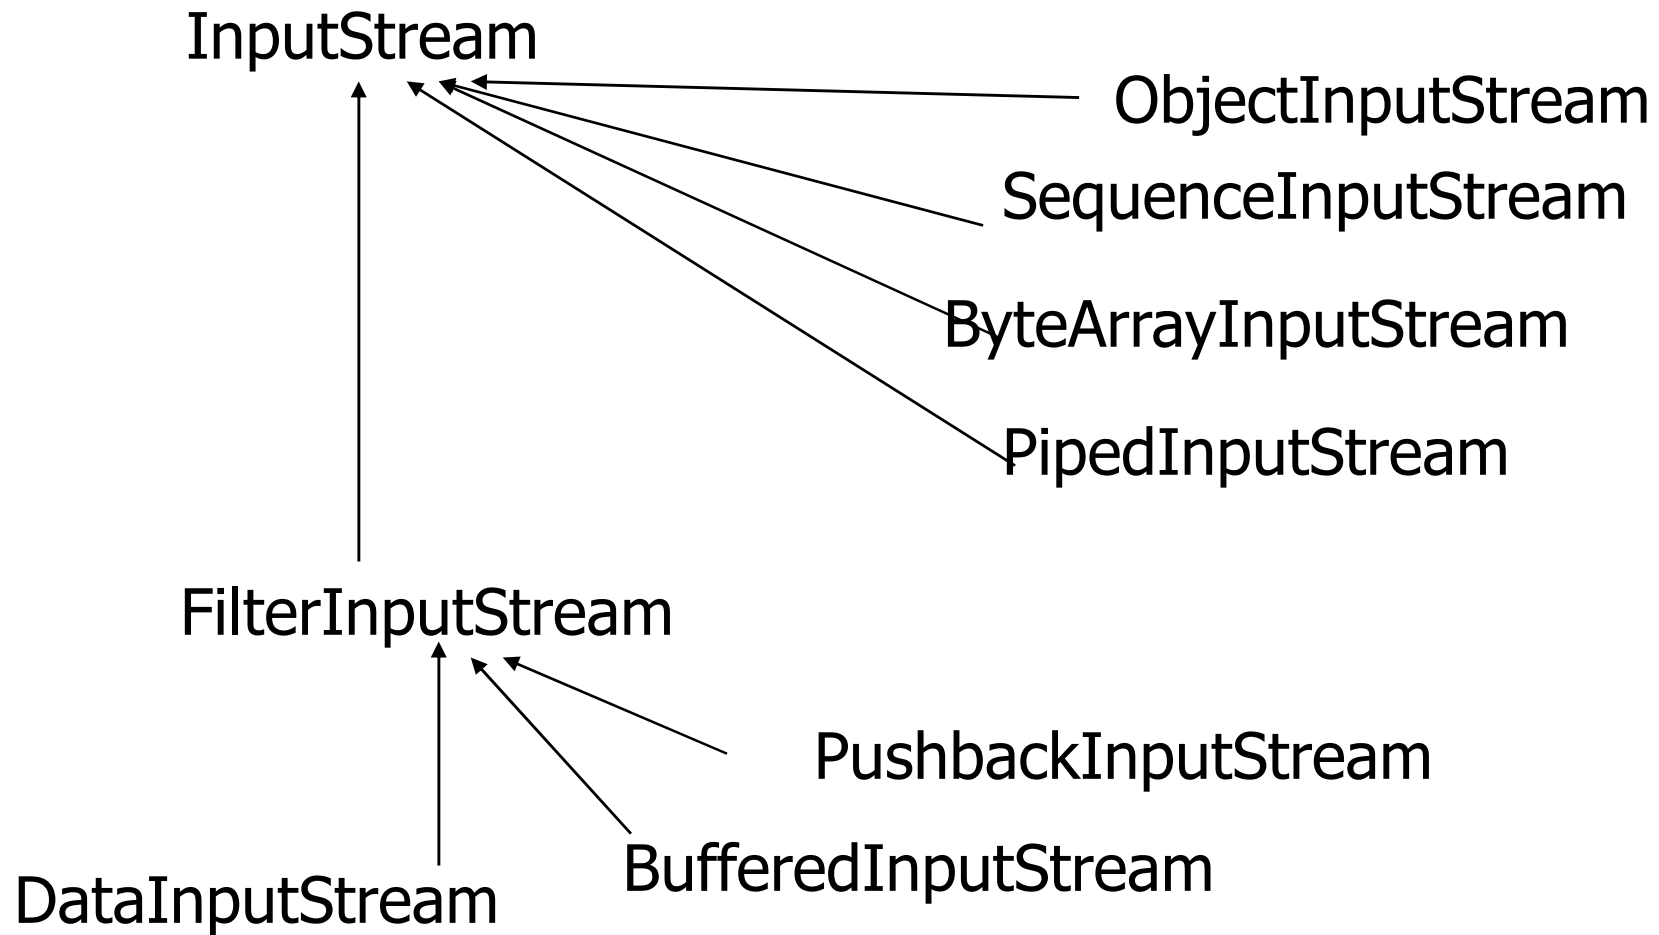 InputStream
ObjectInputStream
SequenceInputStream
ByteArrayInputStream
PipedInputStream
FilterInputStream
PushbackInputStream
BufferedInputStream
DataInputStream